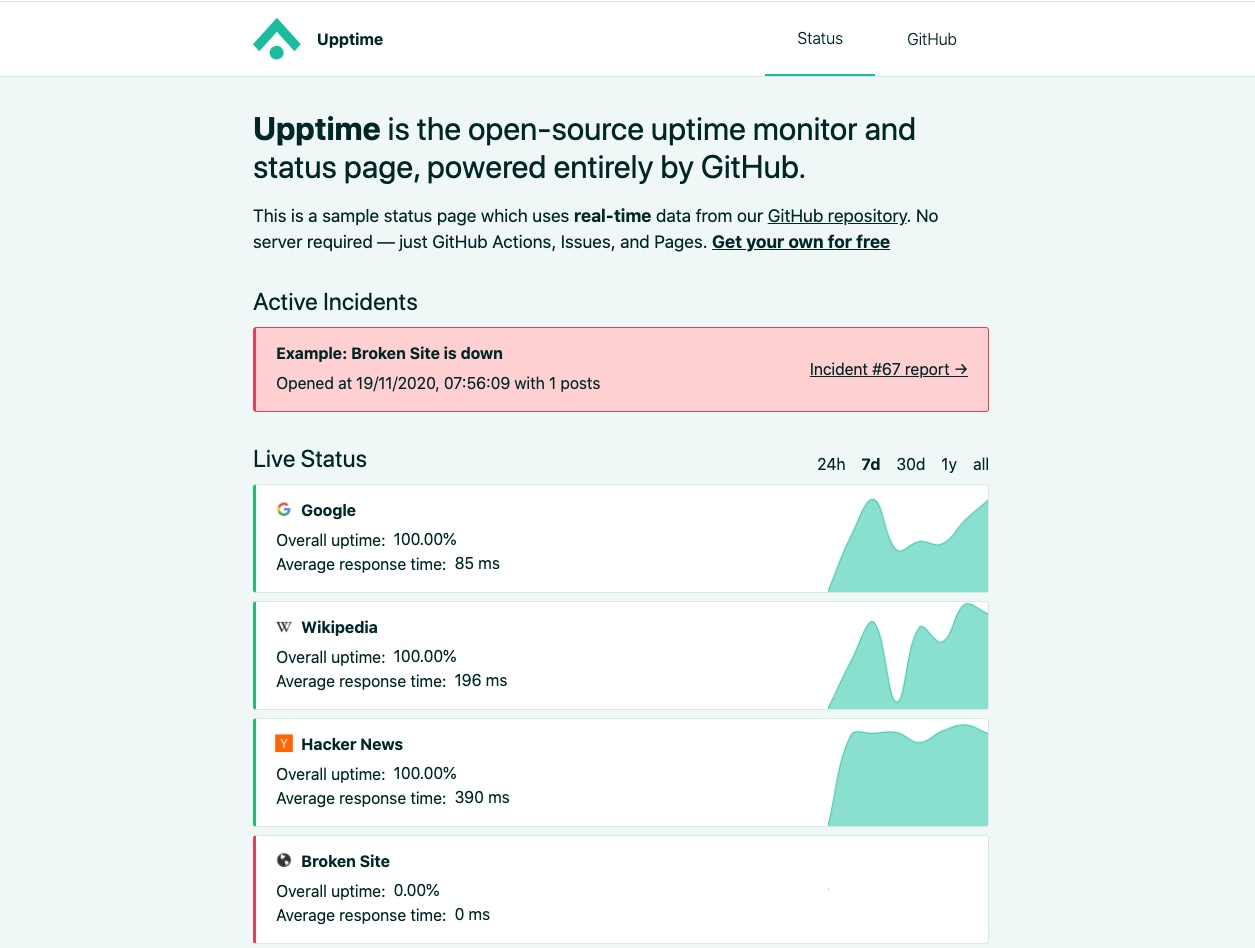 Upptime
Status
GitHub
Upptime is the open-source uptime monitor and
status page, powered entirely by GitHub.
This is a sample status page which uses real-time data from our GitHub repository. No
server required — just GitHub Actions, Issues, and Pages. Get your own for free
Active Incidents
Example: Broken Site is down
Opened at 19/11/2020, 07:56:09 with 1 posts
Incident #67 report →
Live Status
24h 7d 30d 1y all
G Google
Overall uptime: 100.00%
Average response time: 85 ms
W Wikipedia
Overall uptime: 100.00%
Average response time: 196 ms
Y Hacker News
Overall uptime: 100.00%
Average response time: 390 ms
Broken Site
Overall uptime: 0.00%
Average response time: 0 ms